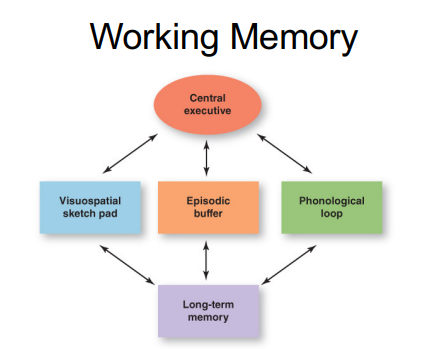 Working Memory
Central
executive
Visuospatial
sketch pad
Episodic
buffer
Phonological
loop
Long-term
memory